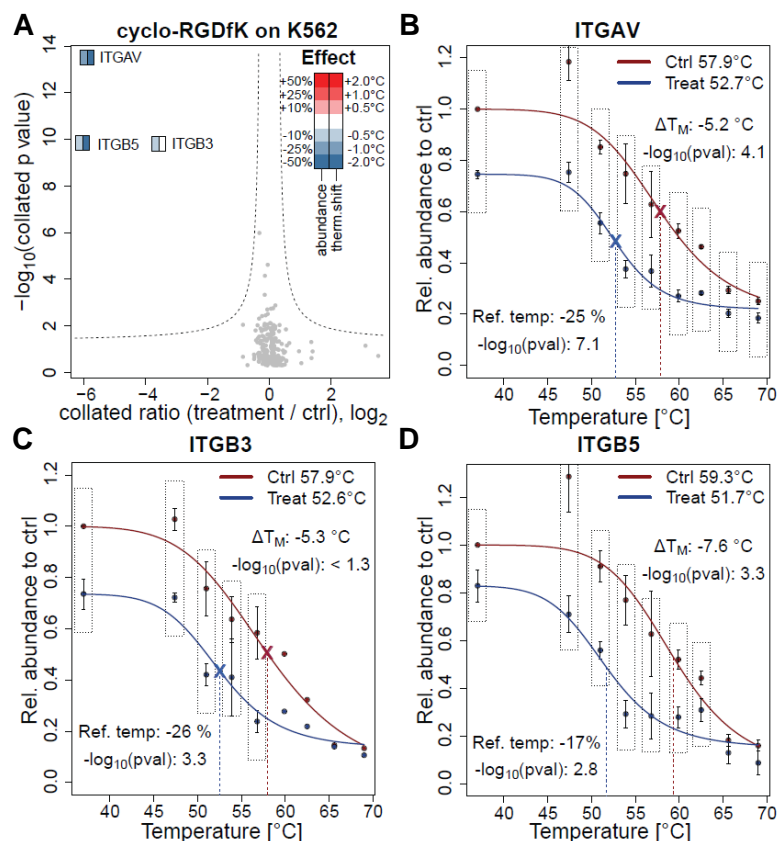 A
cyclo-RGDfK on K562
−log10(collated p value)
14
12
10
8
6
4
2
0
ITGAV
ITGB5
ITGB3
Effect
+50% +2.0°C
+25% +1.0°C
+10% +0.5°C
-10% -0.5°C
-25% -1.0°C
-50% -2.0°C
abundance
therm.shift
−6 −4 −2 0 2
collated ratio (treatment / ctrl), log2
B
ITGAV
Rel. abundance to ctrl
1.2
1.0
0.8
0.6
0.4
0.2
0.0
Ctrl 57.9°C
Treat 52.7°C
ΔTM: -5.2 °C
-log10(pval): 4.1
Ref. temp: -25 %
-log10(pval): 7.1
40 45 50 55 60 65 70
Temperature [°C]
C
ITGB3
Rel. abundance to ctrl
1.2
1.0
0.8
0.6
0.4
0.2
0.0
Ctrl 57.9°C
Treat 52.6°C
ΔTM: -5.3 °C
-log10(pval): < 1.3
Ref. temp: -26 %
-log10(pval): 3.3
40 45 50 55 60 65 70
Temperature [°C]
D
ITGB5
Rel. abundance to ctrl
1.2
1.0
0.8
0.6
0.4
0.2
0.0
Ctrl 59.3°C
Treat 51.7°C
ΔTM: -7.6 °C
-log10(pval): 3.3
Ref. temp: -17%
-log10(pval): 2.8
40 45 50 55 60 65 70
Temperature [°C]